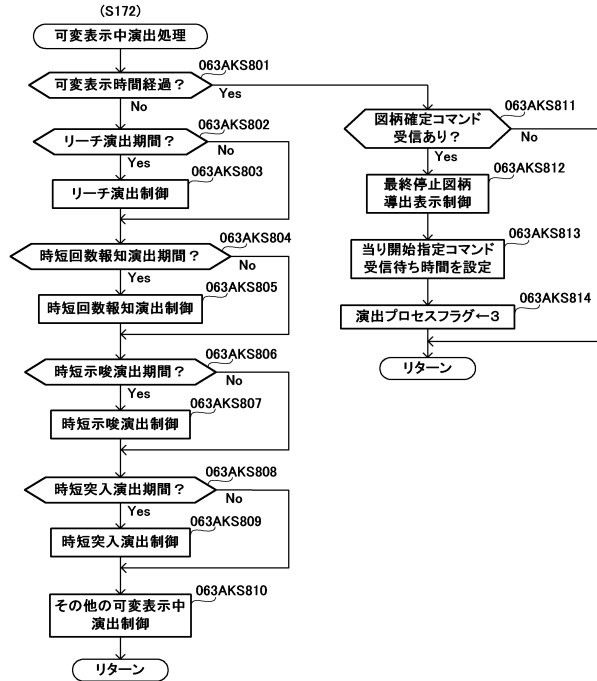 (S172)
可変表示中演出処理
063AKS801
可変表示時間経過？
Yes
No
063AKS802
リーチ演出期間？
No
Yes
063AKS803
リーチ演出制御
063AKS804
時短回数報知演出期間？
No
Yes
063AKS805
時短回数報知演出制御
063AKS806
時短示唆演出期間？
No
Yes
063AKS807
時短示唆演出制御
063AKS808
時短突入演出期間？
No
Yes
063AKS809
時短突入演出制御
063AKS810
その他の可変表示中
演出制御
リターン
063AKS811
図柄確定コマンド
受信あり？
No
Yes
063AKS812
最終停止図柄
導出表示制御
063AKS813
当り開始指定コマンド
受信待ち時間を設定
063AKS814
演出プロセスフラグ←3
リターン